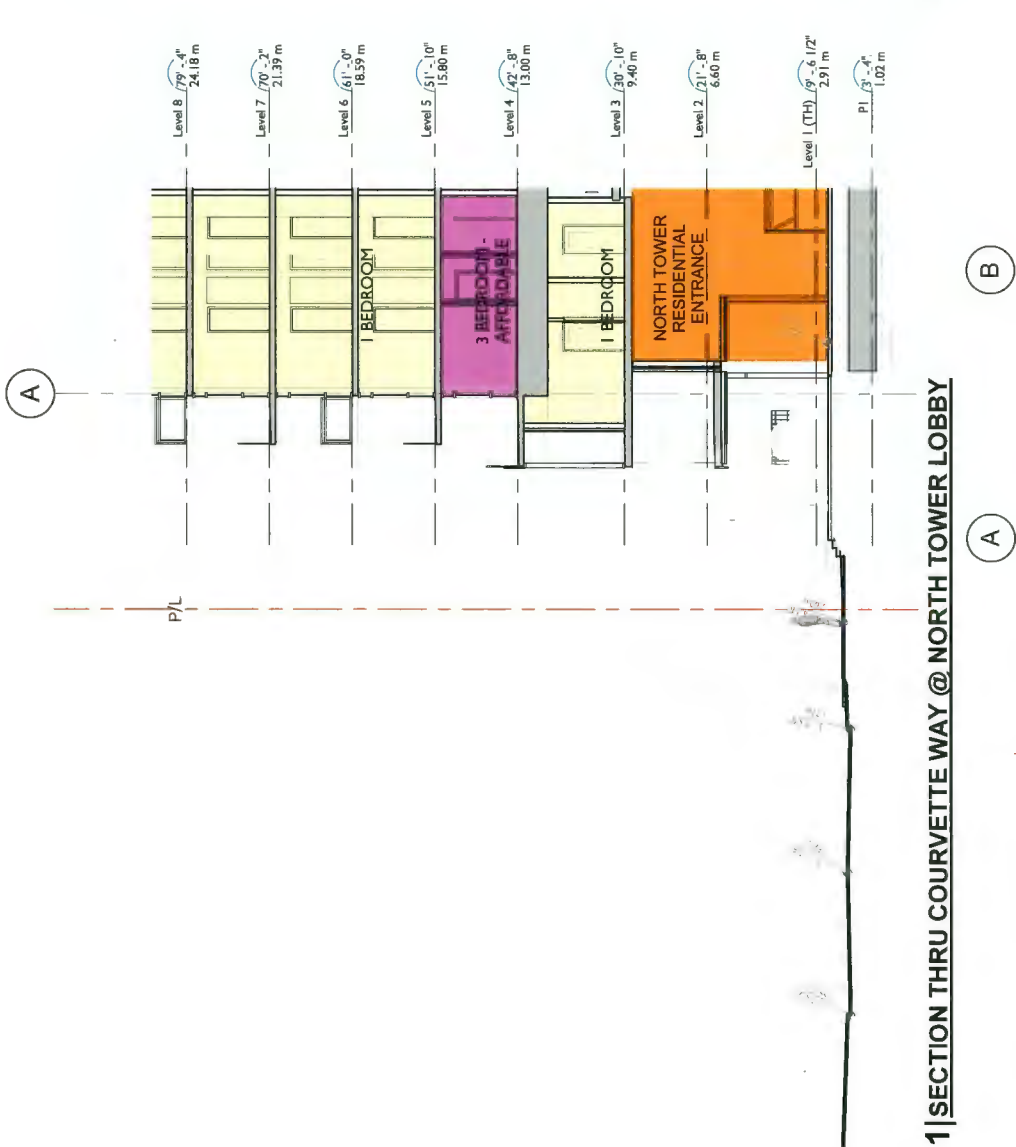 A
Level 8
79' - 4"
24.18 m
Level 7
70' - 2"
21.39 m
Level 6
61' - 0"
18.59 m
Level 5
51' - 10"
15.80 m
Level 4
42' - 8"
13.00 m
Level 3
30' - 10"
9.40 m
Level 2
21' - 8"
6.60 m
Level 1 (TH)
9' - 6 1/2"
2.91 m
P1
3' - 4"
1.02 m
P/L
1 BEDROOM
3 BEDROOM -
AFFORDABLE
1 BEDROOM
NORTH TOWER
RESIDENTIAL
ENTRANCE
1 SECTION THRU COURVETTE WAY @ NORTH TOWER LOBBY
A
B